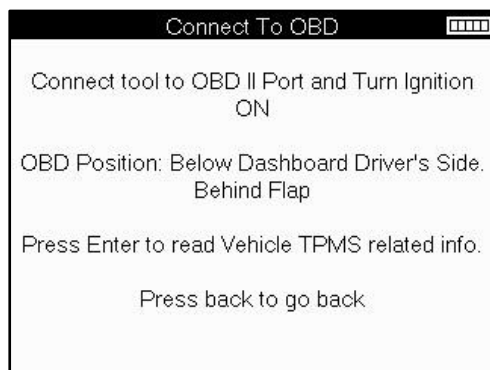 Connect To OBD
Connect tool to OBD II Port and Turn Ignition
ON
OBD Position: Below Dashboard Driver's Side.
Behind Flap
Press Enter to read Vehicle TPMS related info.
Press back to go back